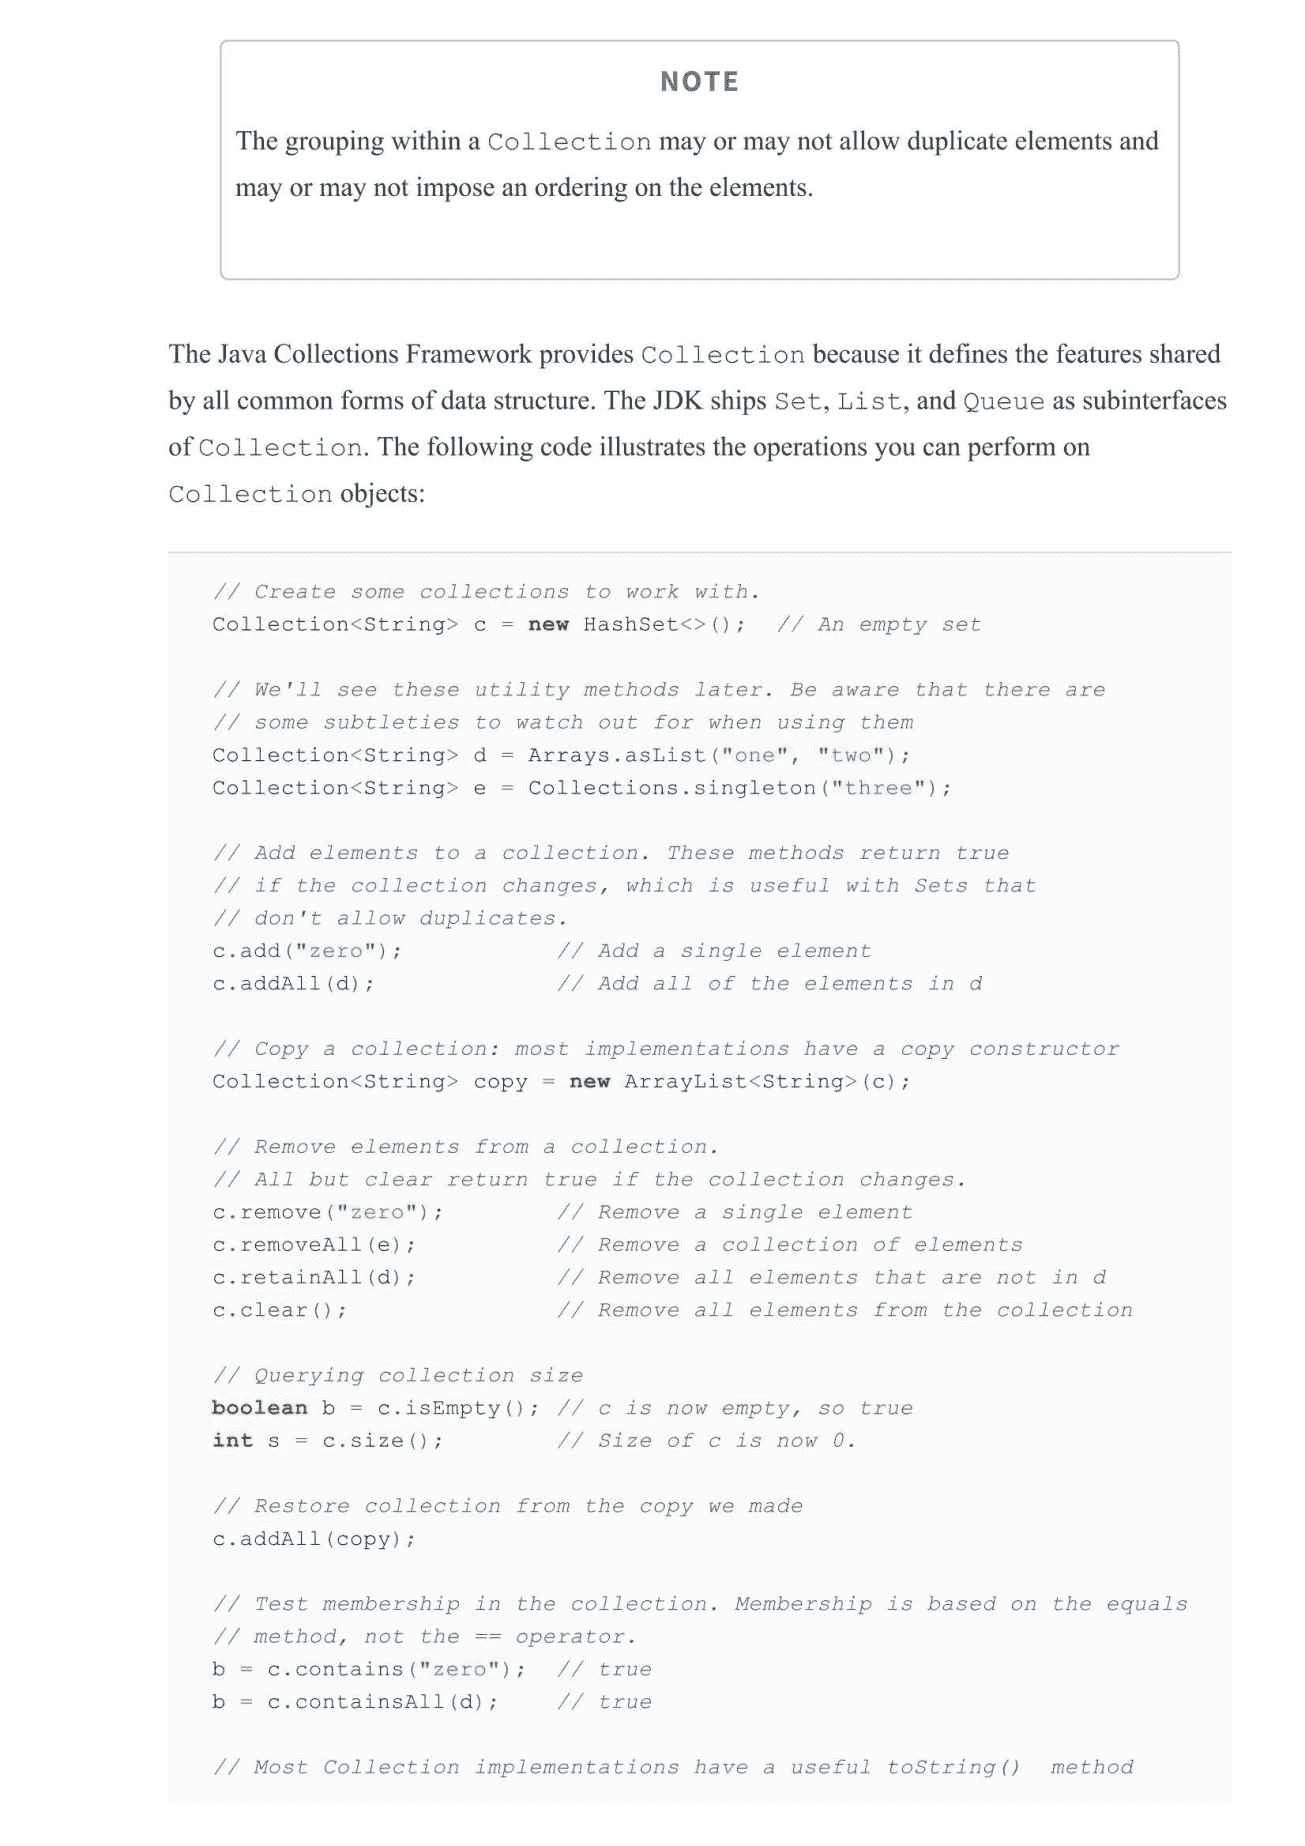 NOTE
The grouping within a Collection may or may not allow duplicate elements and
may or may not impose an ordering on the elements.
The Java Collections Framework provides Collection because it defines the features shared
by all common forms of data structure. The JDK ships Set, List, and Queue as subinterfaces
of Collection. The following code illustrates the operations you can perform on
Collection objects:
// Create some collections to work with.
Collection<String> c = new HashSet<>();  // An empty set
// We'll see these utility methods later. Be aware that there are
// some subtleties to watch out for when using them
Collection<String> d = Arrays.asList("one", "two");
Collection<String> e = Collections.singleton("three");
// Add elements to a collection. These methods return true
// if the collection changes, which is useful with Sets that
// don't allow duplicates.
c.add("zero");           // Add a single element
c.addAll(d);             // Add all of the elements in d
// Copy a collection: most implementations have a copy constructor
Collection<String> copy = new ArrayList<String>(c);
// Remove elements from a collection.
// All but clear return true if the collection changes.
c.remove("zero");        // Remove a single element
c.removeAll(e);          // Remove a collection of elements
c.retainAll(d);          // Remove all elements that are not in d
c.clear();               // Remove all elements from the collection
// Querying collection size
boolean b = c.isEmpty(); // c is now empty, so true
int s = c.size();        // Size of c is now 0.
// Restore collection from the copy we made
c.addAll(copy);
// Test membership in the collection. Membership is based on the equals
// method, not the == operator.
b = c.contains("zero");  // true
b = c.containsAll(d);    // true
// Most Collection implementations have a useful toString()  method